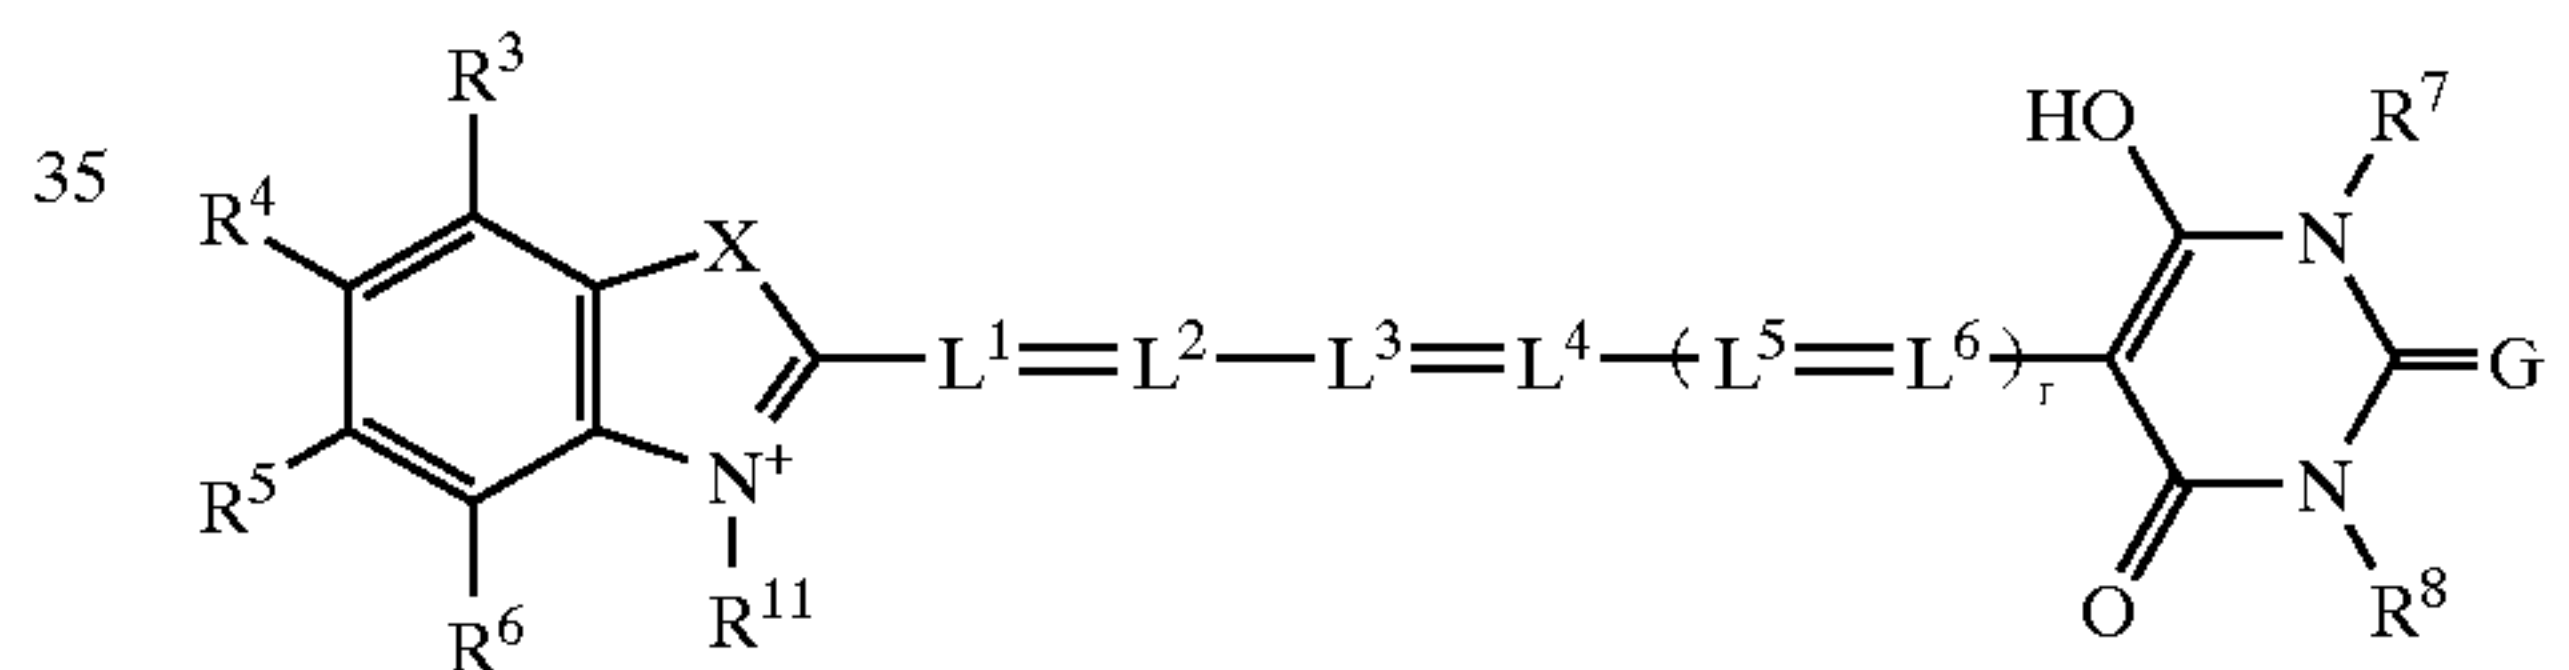 R³
HO R⁷
35
R⁴ X N
L¹=L²—L³=L⁴—(L⁵=L⁶)r G
R⁵ N⁺ N
R⁶ R¹¹ O R⁸